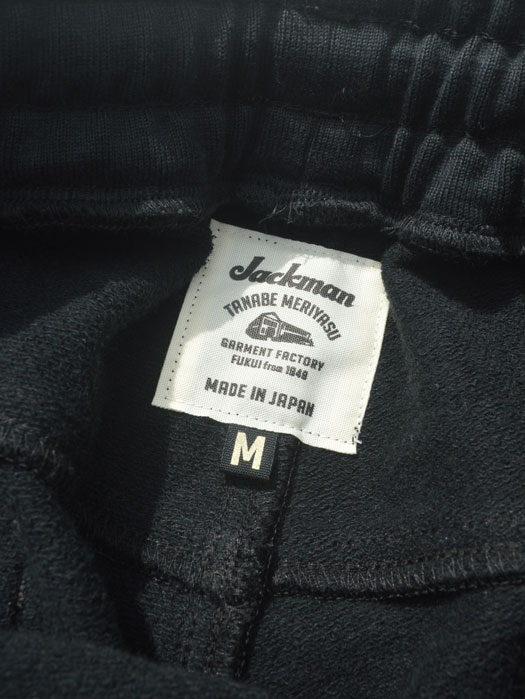 Jackman
TANABE MERIYASU
GARMENT FACTORY
FUKUI from 1949
MADE IN JAPAN
M